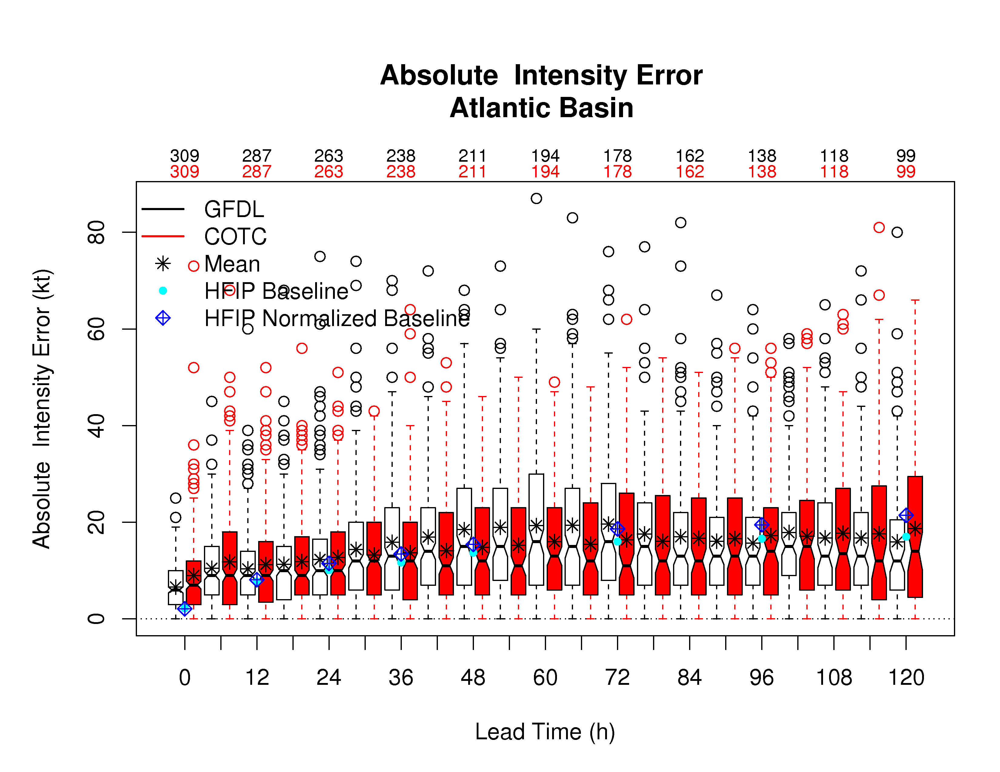 Absolute  Intensity Error
Atlantic Basin
309 287 263 238 211 194 178 162 138 118 99
309 287 263 238 211 194 178 162 138 118 99
GFDL
COTC
Mean
HFIP Baseline
HFIP Normalized Baseline
Absolute  Intensity Error (kt)
80
60
40
20
0
0 12 24 36 48 60 72 84 96 108 120
Lead Time (h)